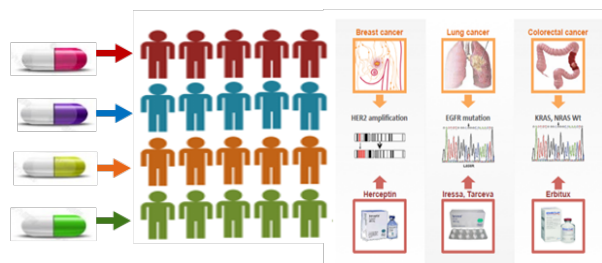 Breast cancer
Lung cancer
Colorectal cancer
HER2 amplification
EGFR mutation
KRAS, NRAS Wt
Herceptin
Iressa, Tarceva
Erbitux